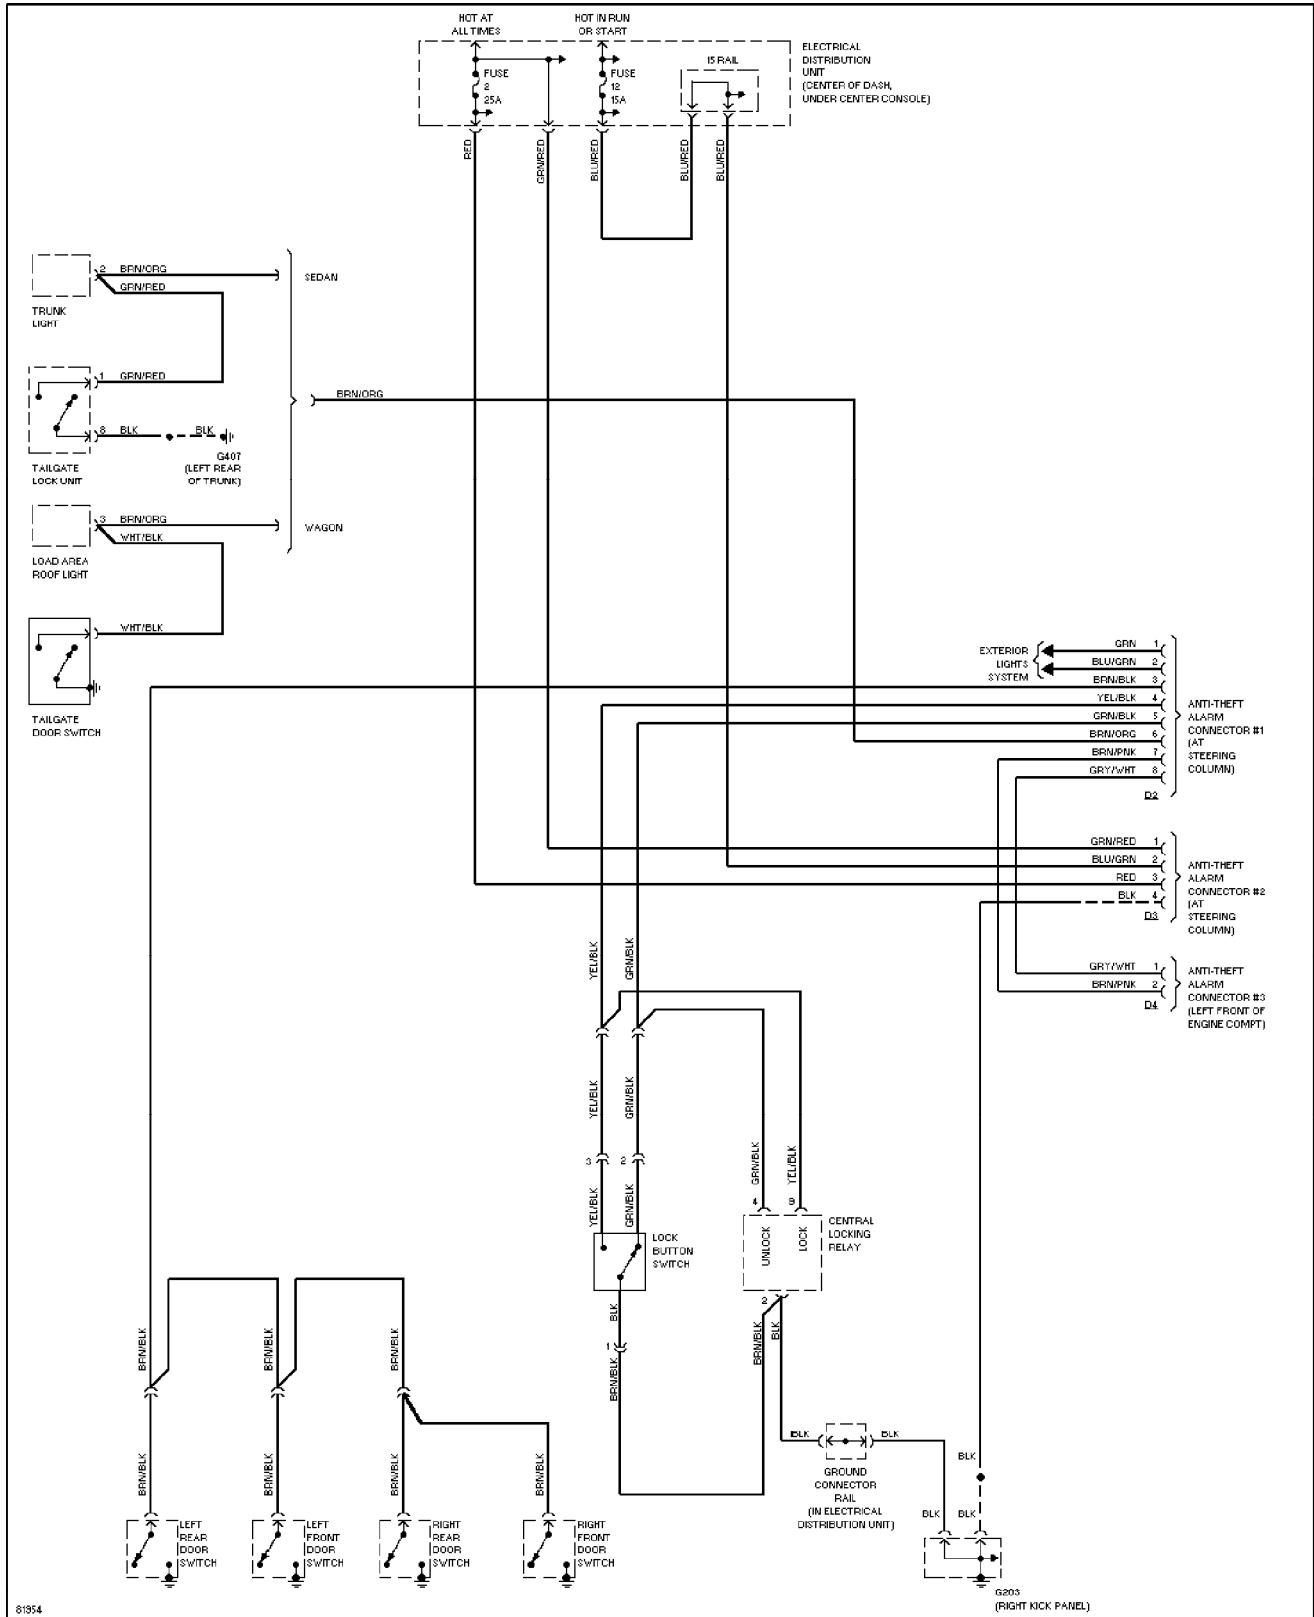 HOT AT
ALL TIMES
HOT IN RUN
OR START
FUSE
2
25A
FUSE
12
15A
15 RAIL
ELECTRICAL
DISTRIBUTION
UNIT
(CENTER OF DASH,
UNDER CENTER CONSOLE)
RED
GRN/RED
BLU/RED
BLU/RED
BLU/RED
2 BRN/ORG
GRN/RED
SEDAN
TRUNK
LIGHT
1 GRN/RED
BRN/ORG
8 BLK
BLK
G407
(LEFT REAR
OF TRUNK)
TAILGATE
LOCK UNIT
3 BRN/ORG
WHT/BLK
WAGON
LOAD AREA
ROOF LIGHT
WHT/BLK
TAILGATE
DOOR SWITCH
EXTERIOR
LIGHTS
SYSTEM
GRN 1
BLU/GRN 2
BRN/BLK 3
YEL/BLK 4
GRN/BLK 5
BRN/ORG 6
BRN/PNK 7
GRY/WHT 8
D2
ANTI-THEFT
ALARM
CONNECTOR #1
(AT
STEERING
COLUMN)
GRN/RED 1
BLU/GRN 2
RED 3
BLK 4
D3
ANTI-THEFT
ALARM
CONNECTOR #2
(AT
STEERING
COLUMN)
GRY/WHT 1
BRN/PNK 2
D4
ANTI-THEFT
ALARM
CONNECTOR #3
(LEFT FRONT OF
ENGINE COMPT)
YEL/BLK
GRN/BLK
YEL/BLK
GRN/BLK
3
2
YEL/BLK
GRN/BLK
GRN/BLK
YEL/BLK
4
9
LOCK
BUTTON
SWITCH
UNLOCK
LOCK
CENTRAL
LOCKING
RELAY
BLK
1
BRN/BLK
2
BRN/BLK
BLK
BRN/BLK
BRN/BLK
BRN/BLK
BRN/BLK
BRN/BLK
BRN/BLK
BRN/BLK
BLK
BLK
GROUND
CONNECTOR
RAIL
(IN ELECTRICAL
DISTRIBUTION UNIT)
BLK
BLK
BLK
LEFT
REAR
DOOR
SWITCH
LEFT
FRONT
DOOR
SWITCH
RIGHT
REAR
DOOR
SWITCH
RIGHT
FRONT
DOOR
SWITCH
G203
(RIGHT KICK PANEL)
81954